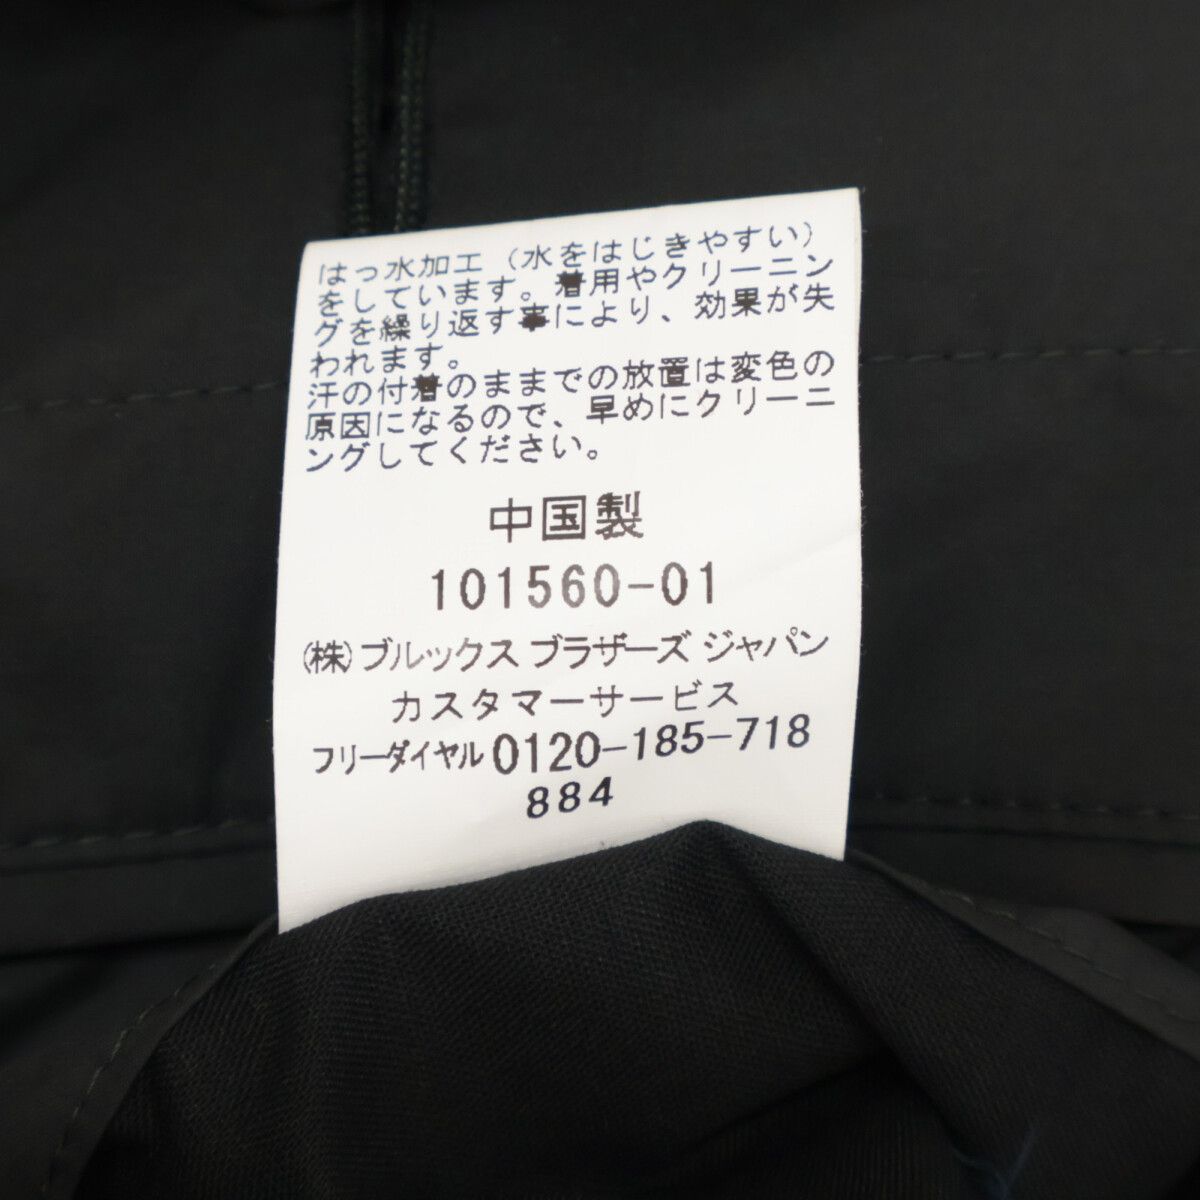 はっ水加工（水をはじきやすい）
をしています。着用やクリーニン
グを繰り返す事により、効果が失
われます。
汗の付着のままでの放置は変色の
原因になるので、早めにクリーニ
ングしてください。
中国製
101560-01
(株)ブルックス ブラザーズ ジャパン
カスタマーサービス
フリーダイヤル0120-185-718
884